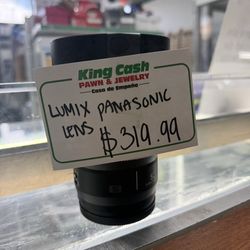 King Cash
PAWN & JEWELRY
Casa de Empeño
LUMIX PANASONIC
LENS $319.99